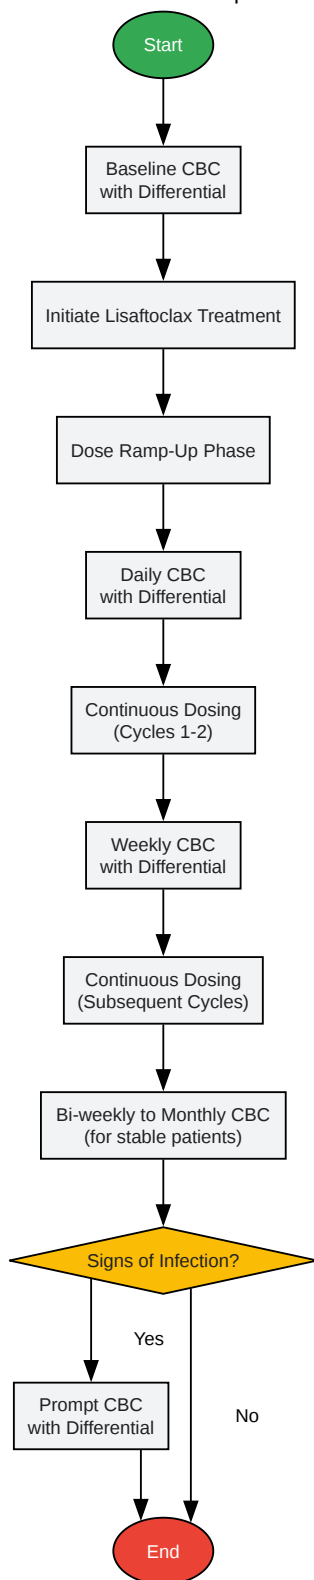 Start
Baseline CBC
with Differential
Initiate Lisaftoclax Treatment
Dose Ramp-Up Phase
Daily CBC
with Differential
Continuous Dosing
(Cycles 1-2)
Weekly CBC
with Differential
Continuous Dosing
(Subsequent Cycles)
Bi-weekly to Monthly CBC
(for stable patients)
Signs of Infection?
Yes
Prompt CBC
with Differential
No
End